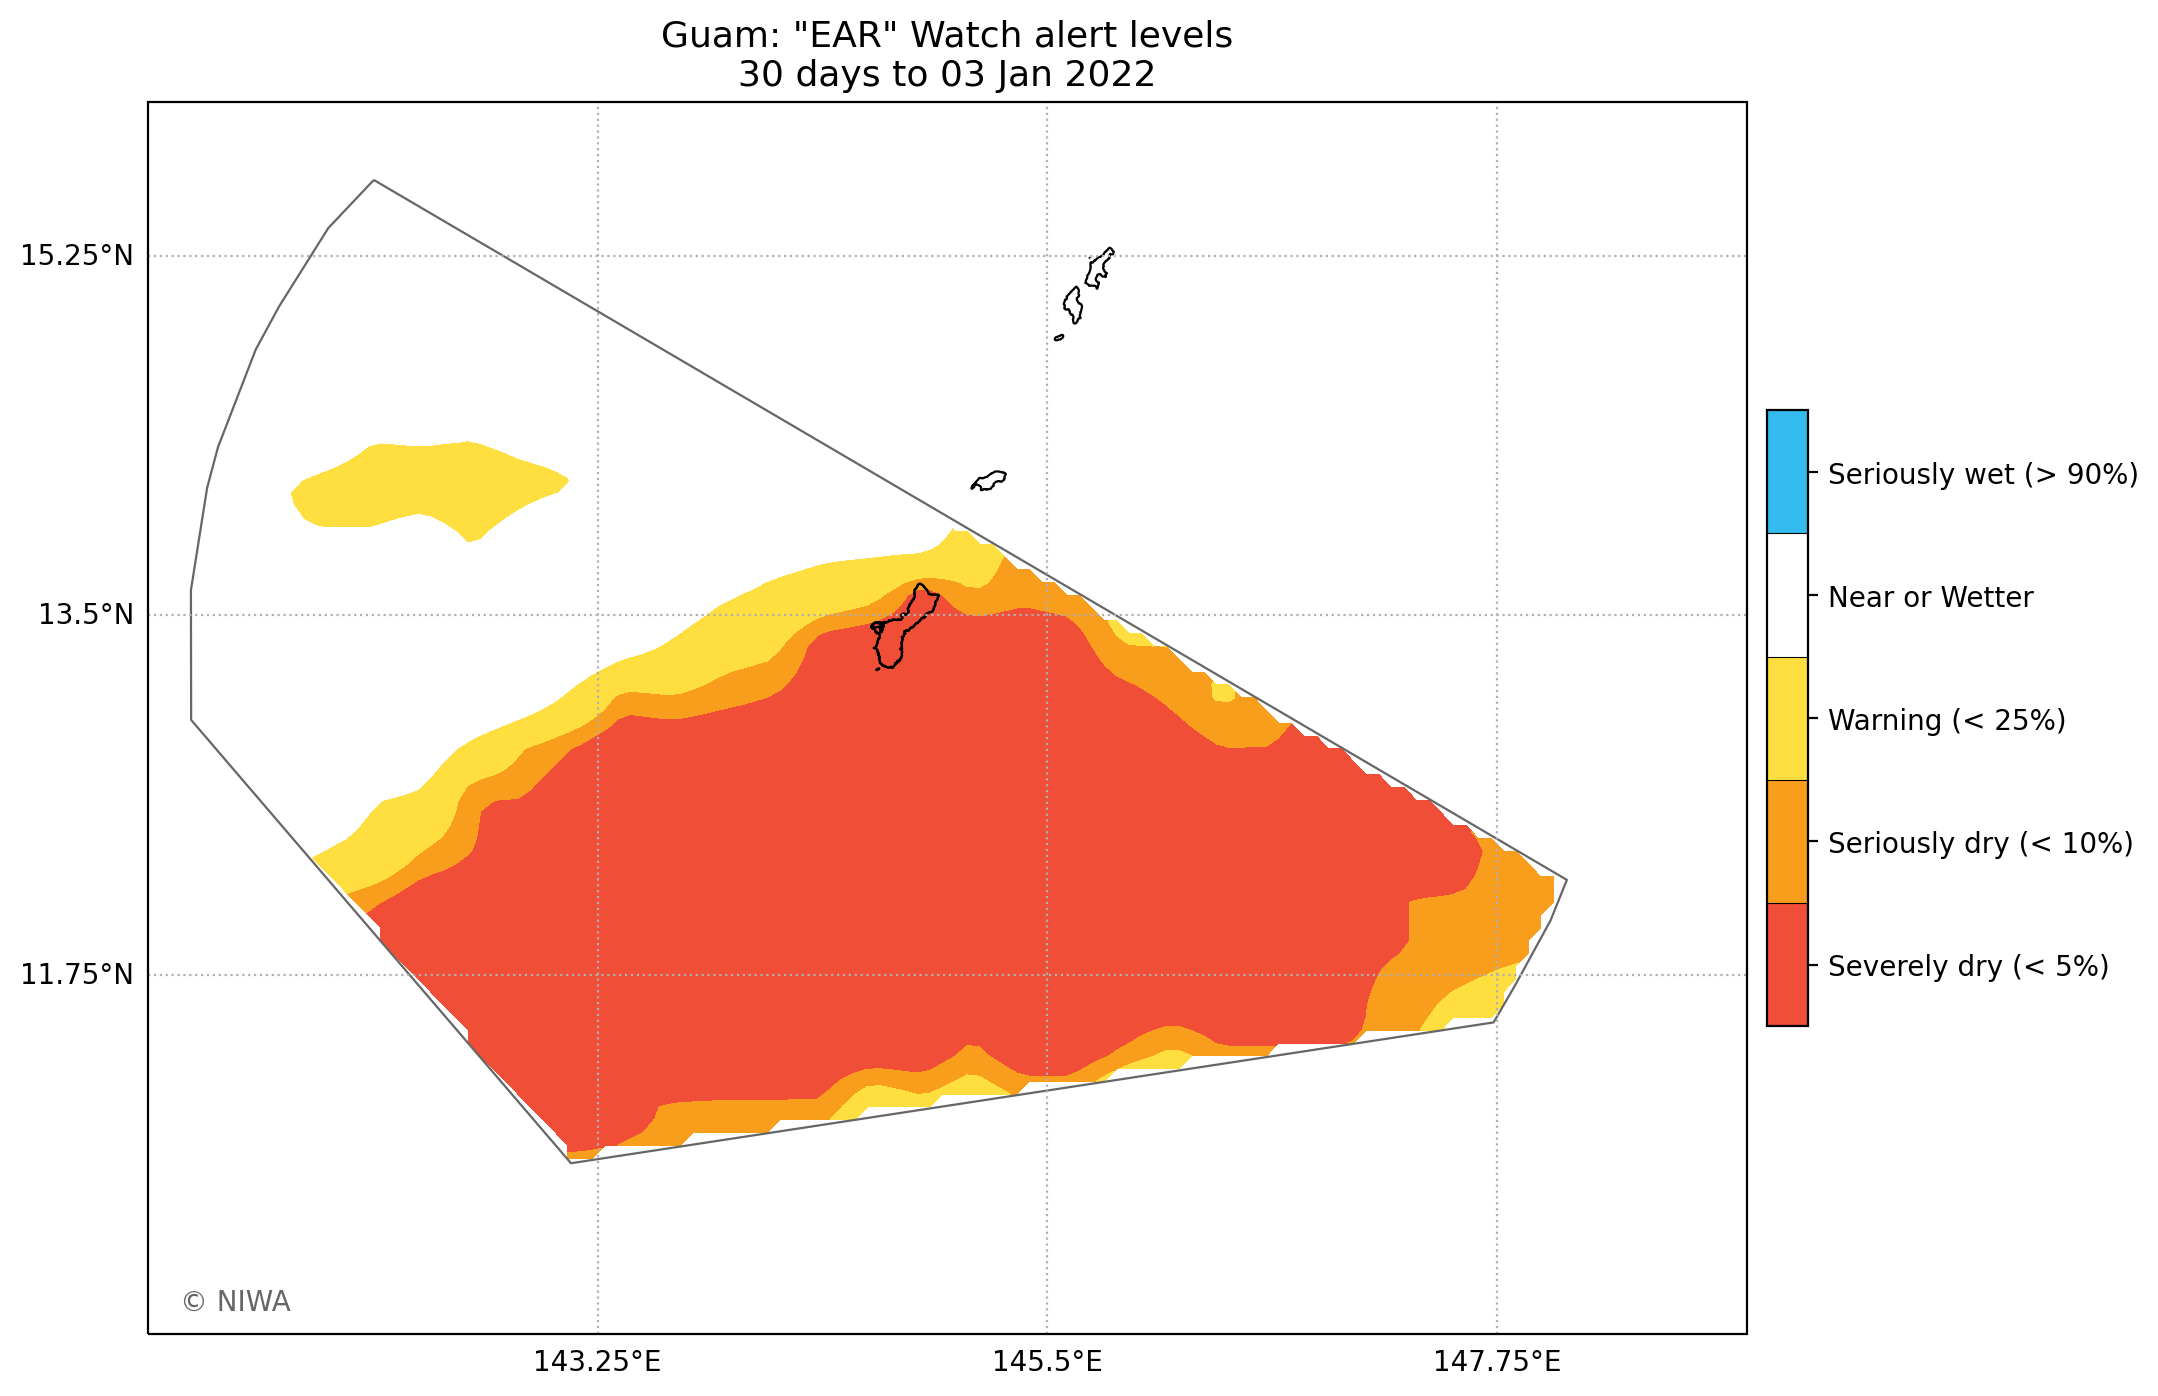 Guam: "EAR" Watch alert levels
30 days to 03 Jan 2022
15.25°N
13.5°N
11.75°N
143.25°E
145.5°E
147.75°E
Seriously wet (> 90%)
Near or Wetter
Warning (< 25%)
Seriously dry (< 10%)
Severely dry (< 5%)
© NIWA